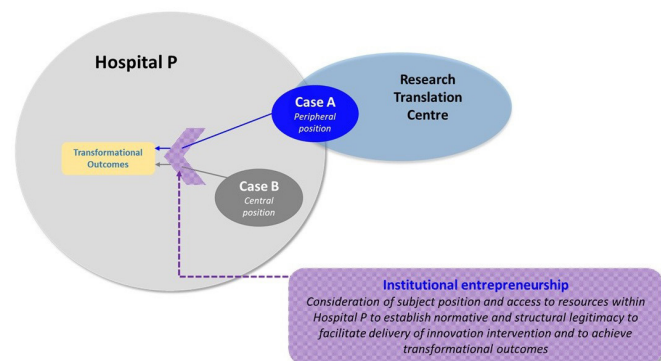 Hospital P
Research
Translation
Centre
Case A
Peripheral
position
Transformational
Outcomes
Case B
Central
position
Institutional entrepreneurship
Consideration of subject position and access to resources within
Hospital P to establish normative and structural legitimacy to
facilitate delivery of innovation intervention and to achieve
transformational outcomes